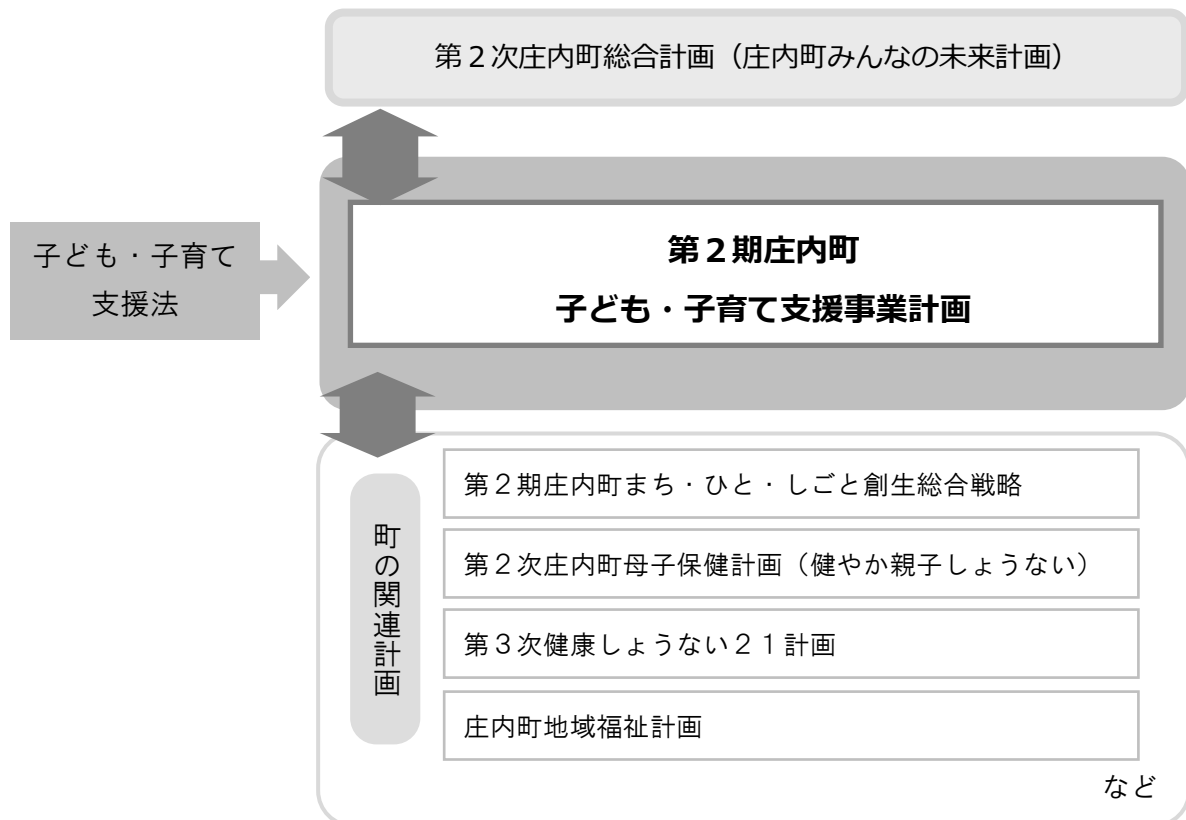 第２次庄内町総合計画（庄内町みんなの未来計画）
子ども・子育て
支援法
第２期庄内町
子ども・子育て支援事業計画
町の関連計画
第２期庄内町まち・ひと・しごと創生総合戦略
第２次庄内町母子保健計画（健やか親子しょうない）
第３次健康しょうない２１計画
庄内町地域福祉計画
など